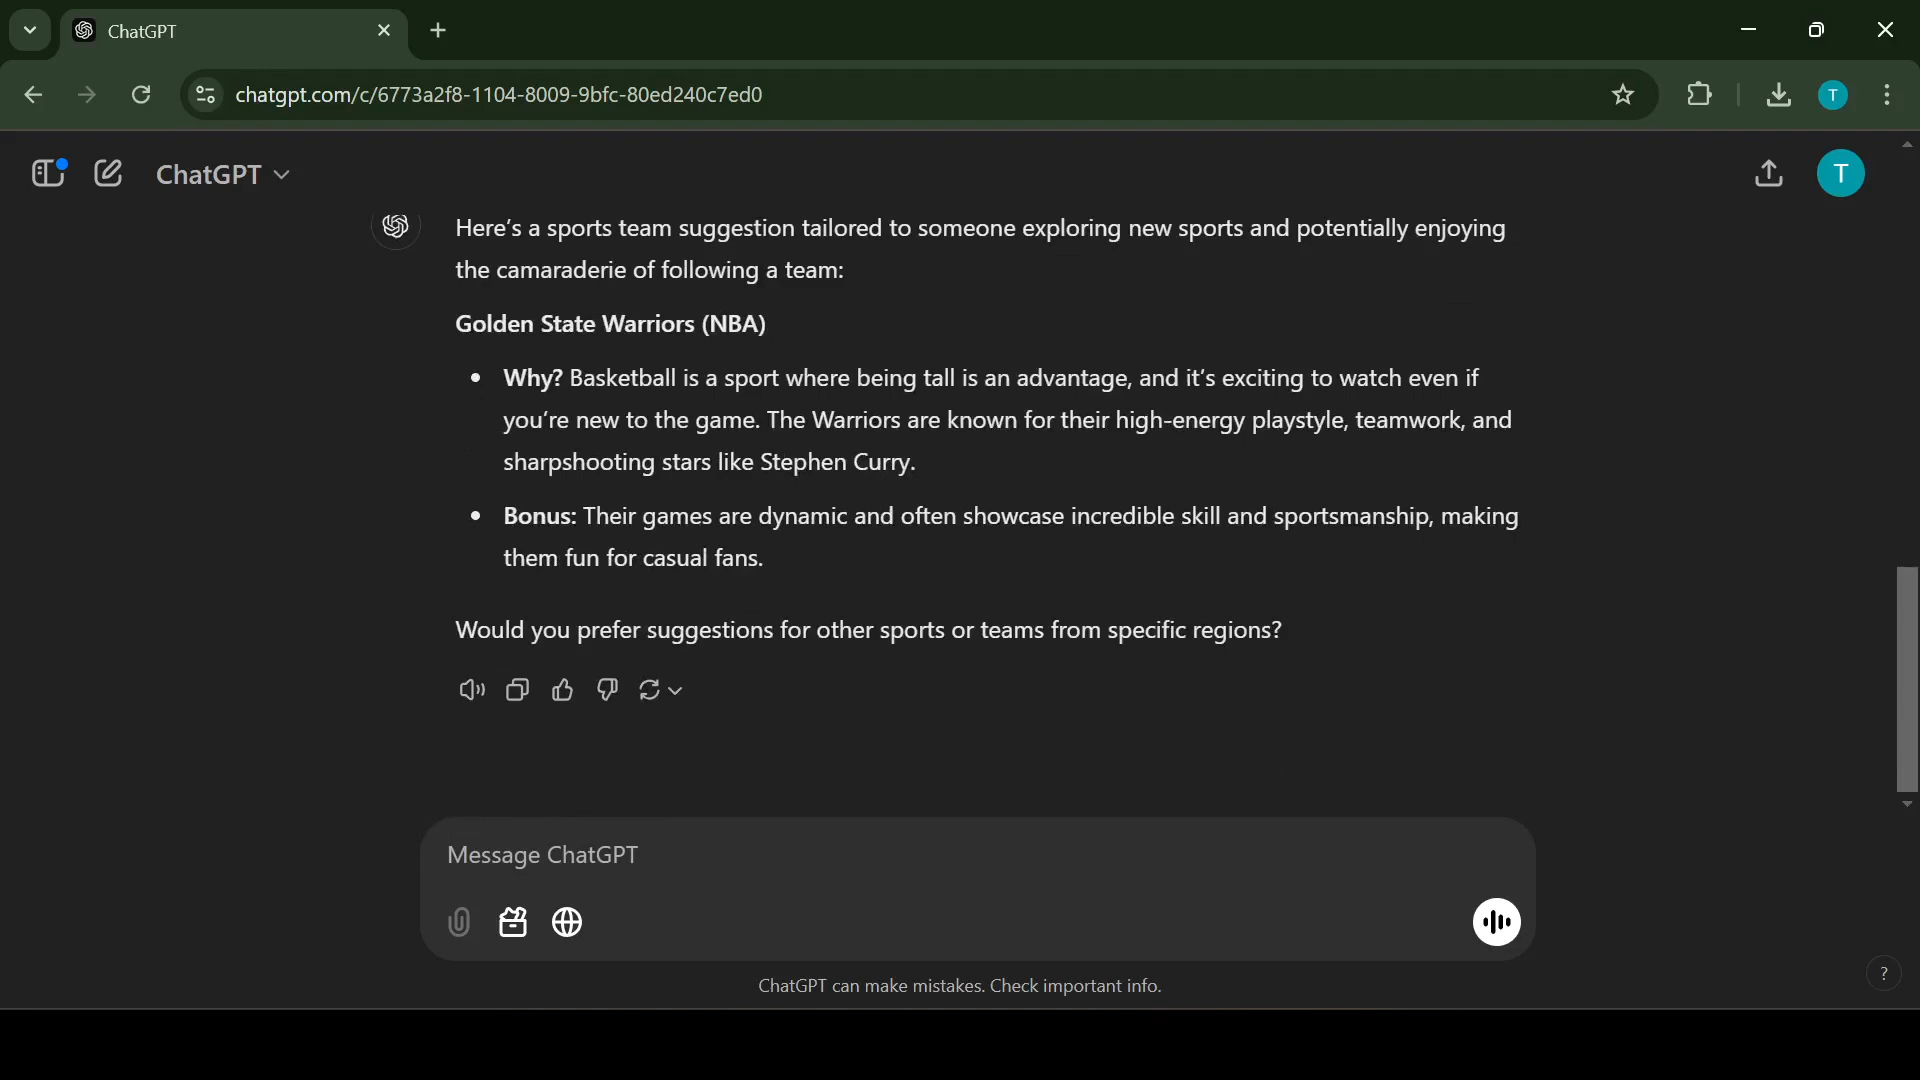 ChatGPT
chatgpt.com/c/6773a2f8-1104-8009-9bfc-80ed240c7ed0
T
ChatGPT
T
Here's a sports team suggestion tailored to someone exploring new sports and potentially enjoying
the camaraderie of following a team:
Golden State Warriors (NBA)
• Why? Basketball is a sport where being tall is an advantage, and it's exciting to watch even if
you're new to the game. The Warriors are known for their high-energy playstyle, teamwork, and
sharpshooting stars like Stephen Curry.
• Bonus: Their games are dynamic and often showcase incredible skill and sportsmanship, making
them fun for casual fans.
Would you prefer suggestions for other sports or teams from specific regions?
Message ChatGPT
ChatGPT can make mistakes. Check important info.
?